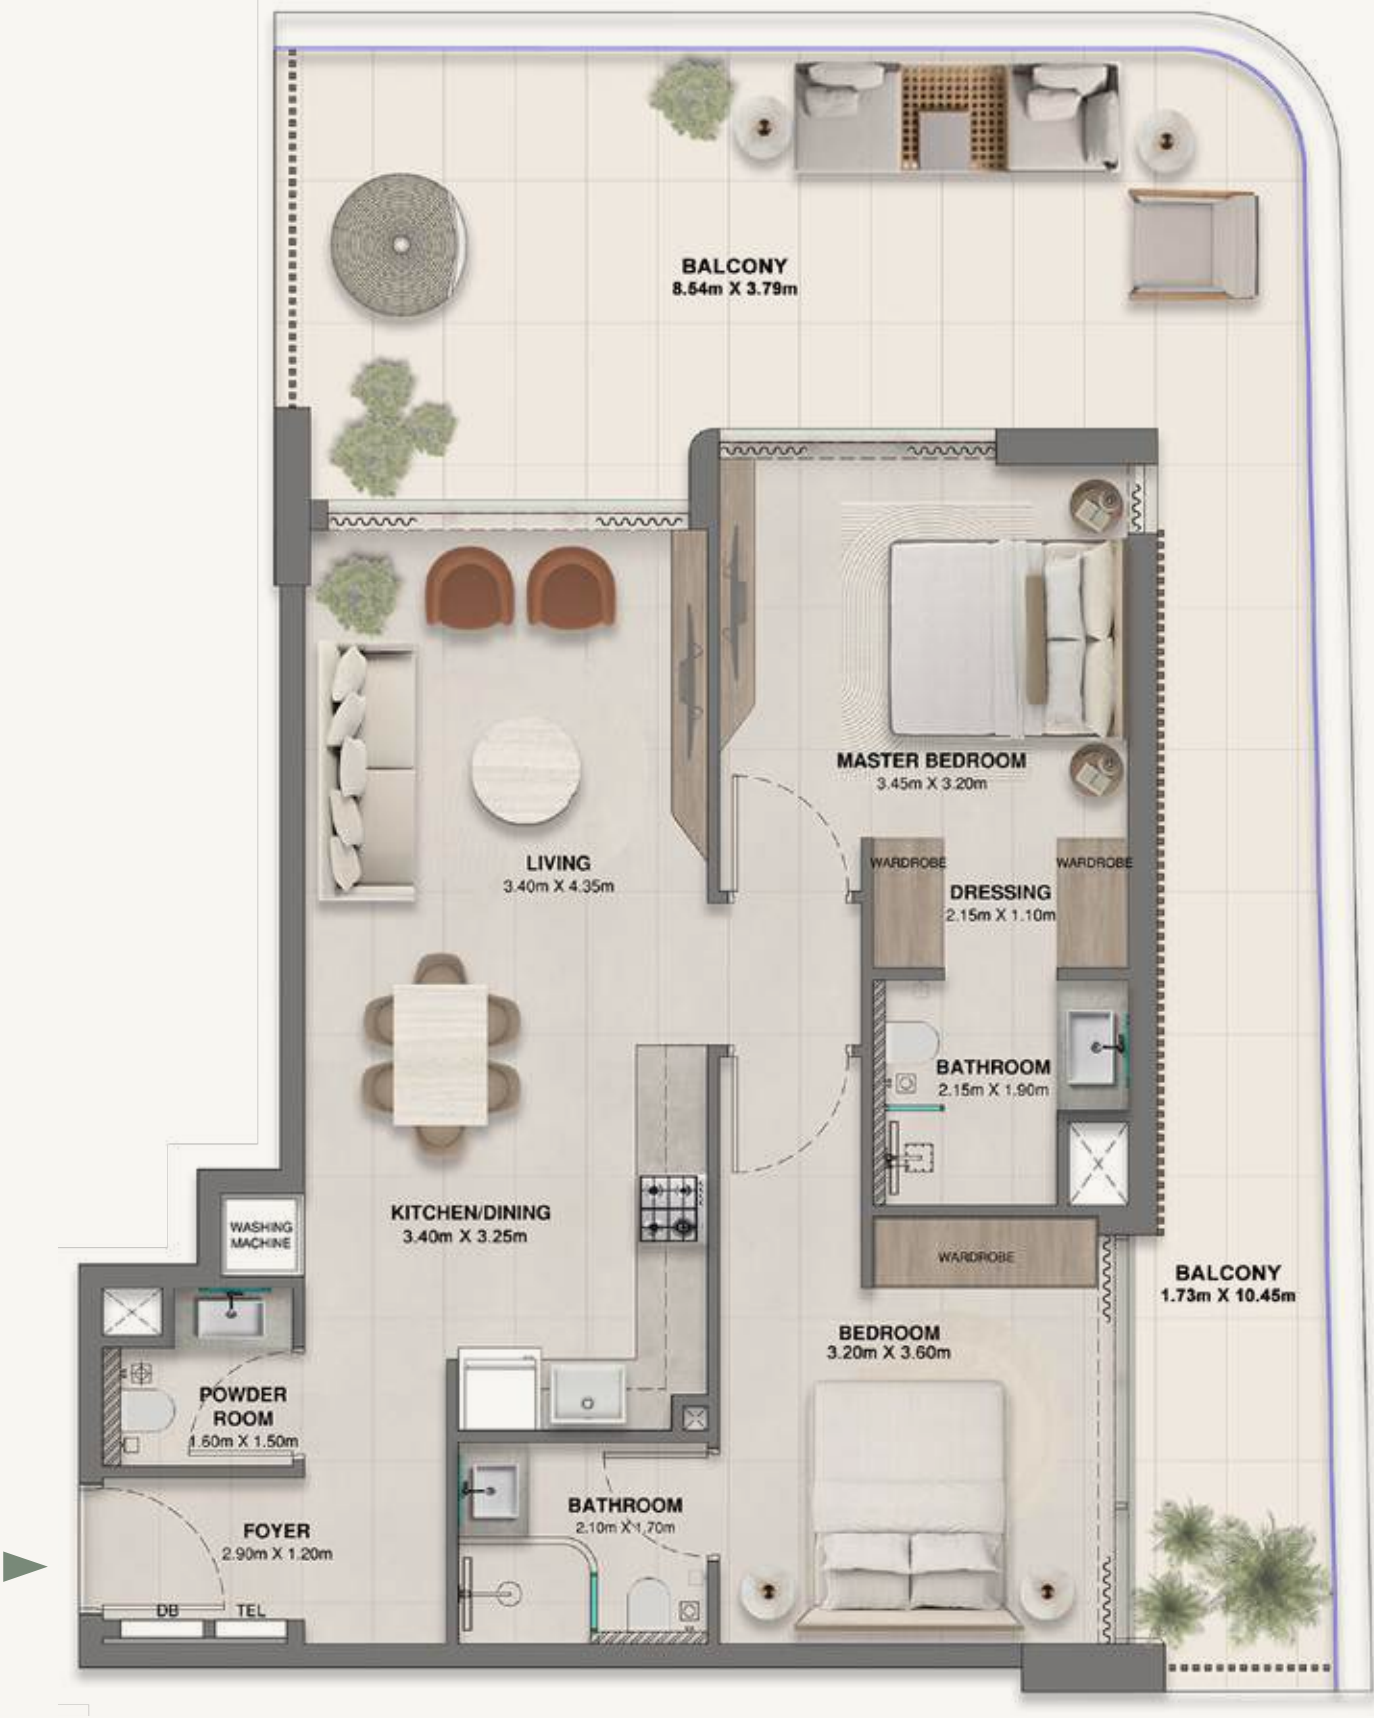 BALCONY
8.54m X 3.79m
MASTER BEDROOM
3.45m X 3.20m
LIVING
3.40m X 4.35m
WARDROBE
WARDROBE
DRESSING
2.15m X 1.10m
BATHROOM
2.15m X 1.90m
KITCHEN/DINING
3.40m X 3.25m
WASHING
MACHINE
WARDROBE
BALCONY
1.73m X 10.45m
BEDROOM
3.20m X 3.60m
POWDER
ROOM
1.60m X 1.50m
BATHROOM
2.10m X 1.70m
FOYER
2.90m X 1.20m
DB
TEL